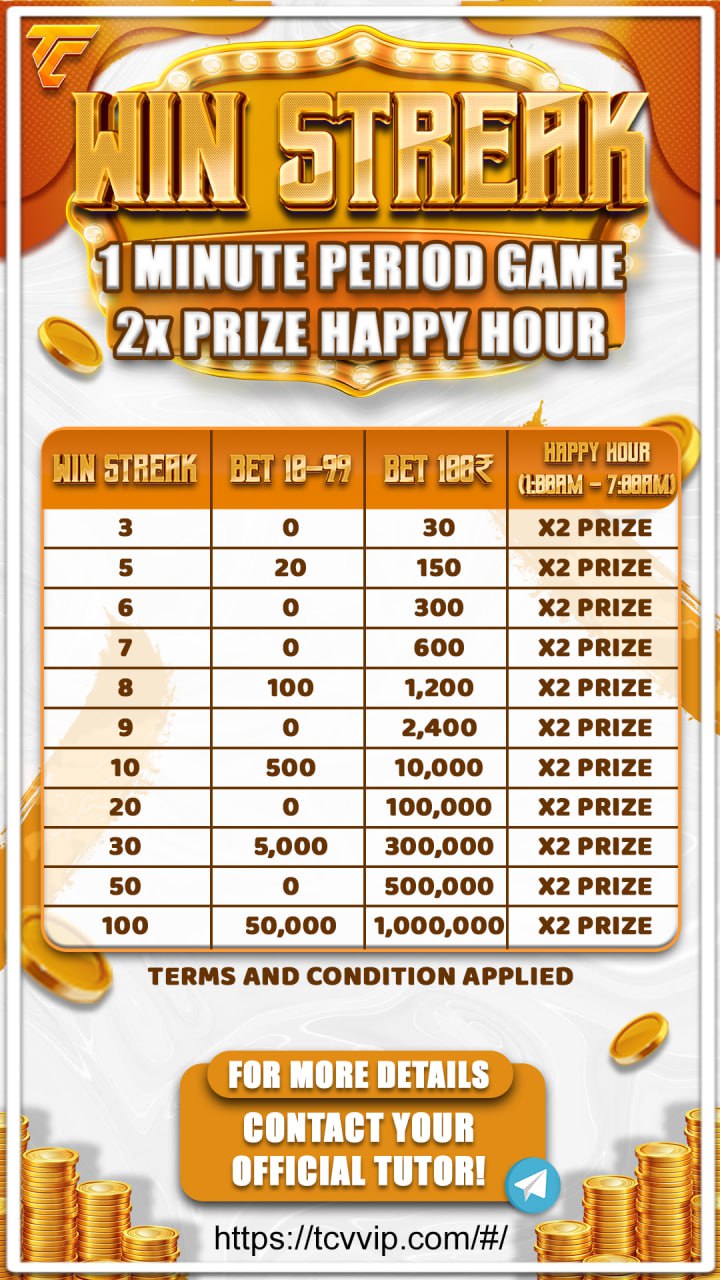 TC
WIN STREAK
1 MINUTE PERIOD GAME
2x PRIZE HAPPY HOUR
WIN STREAK BET 10-99 BET 100₹ HAPPY HOUR (1:00AM - 7:00AM)
3 0 30 X2 PRIZE
5 20 150 X2 PRIZE
6 0 300 X2 PRIZE
7 0 600 X2 PRIZE
8 100 1,200 X2 PRIZE
9 0 2,400 X2 PRIZE
10 500 10,000 X2 PRIZE
20 0 100,000 X2 PRIZE
30 5,000 300,000 X2 PRIZE
50 0 500,000 X2 PRIZE
100 50,000 1,000,000 X2 PRIZE
TERMS AND CONDITION APPLIED
FOR MORE DETAILS
CONTACT YOUR
OFFICIAL TUTOR!
https://tcvvip.com/#/